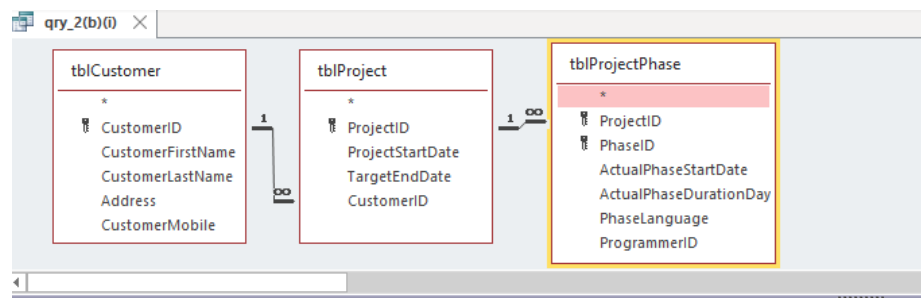 qry_2(b)(i)
tblCustomer
*
CustomerID
CustomerFirstName
CustomerLastName
Address
CustomerMobile
1
∞
tblProject
*
ProjectID
ProjectStartDate
TargetEndDate
CustomerID
1
∞
tblProjectPhase
*
ProjectID
PhaseID
ActualPhaseStartDate
ActualPhaseDurationDay
PhaseLanguage
ProgrammerID